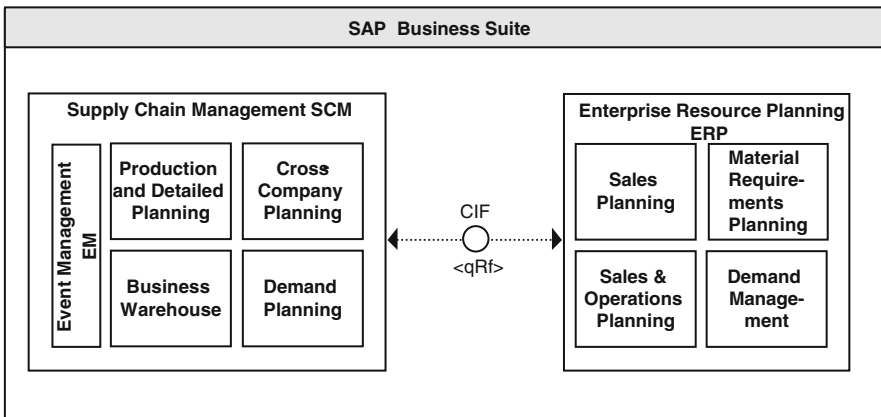 SAP Business Suite
Supply Chain Management SCM
Event Management
EM
Production
and Detailed
Planning
Cross-
Company
Planning
Business
Warehouse
Demand
Planning
CIF
<qRf>
Enterprise Resource Planning
ERP
Sales
Planning
Material
Require-
ments
Planning
Sales &
Operations
Planning
Demand
Manage-
ment